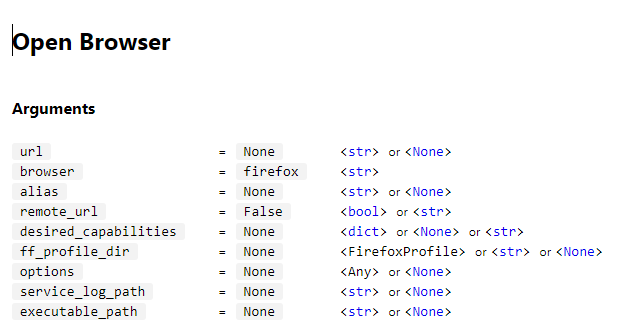 Open Browser
Arguments
url = None <str> or <None>
browser = firefox <str>
alias = None <str> or <None>
remote_url = False <bool> or <str>
desired_capabilities = None <dict> or <None> or <str>
ff_profile_dir = None <FirefoxProfile> or <str> or <None>
options = None <Any> or <None>
service_log_path = None <str> or <None>
executable_path = None <str> or <None>